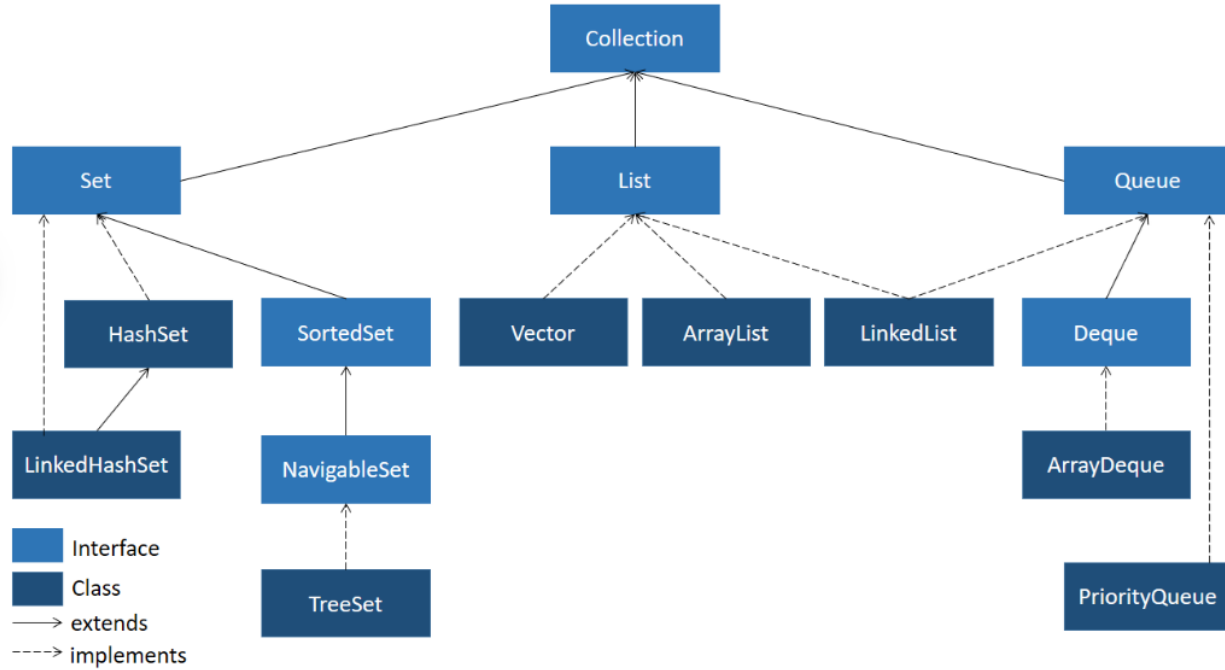 Collection
Set
List
Queue
HashSet
SortedSet
Vector
ArrayList
LinkedList
Deque
LinkedHashSet
NavigableSet
ArrayDeque
Interface
Class
TreeSet
PriorityQueue
extends
implements